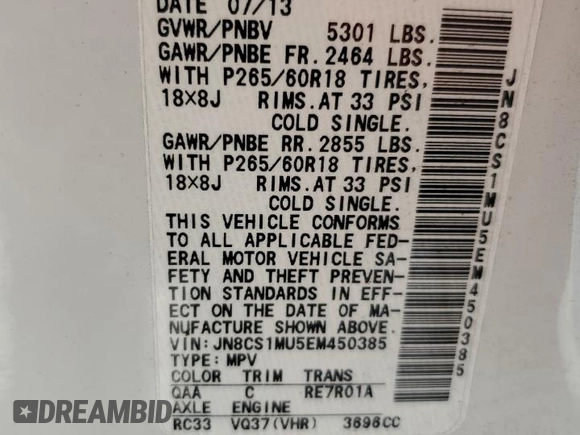 DATE 07/13
GVWR/PNBV 5301 LBS.
GAWR/PNBE FR. 2464 LBS.
WITH P265/60R18 TIRES,
18×8J RIMS. AT 33 PSI
COLD SINGLE.
GAWR/PNBE RR. 2855 LBS.
WITH P265/60R18 TIRES,
18×8J RIMS. AT 33 PSI
COLD SINGLE.
THIS VEHICLE CONFORMS
TO ALL APPLICABLE FED-
ERAL MOTOR VEHICLE SA-
FETY AND THEFT PREVEN-
TION STANDARDS IN EFF-
ECT ON THE DATE OF MA-
NUFACTURE SHOWN ABOVE.
VIN:JN8CS1MU5EM450385
TYPE:MPV
COLOR TRIM TRANS
QAA C RE7R01A
AXLE ENGINE
RC33 VQ37(VHR) 3696CC
JN8CS1MU5EM450385
DREAMBID